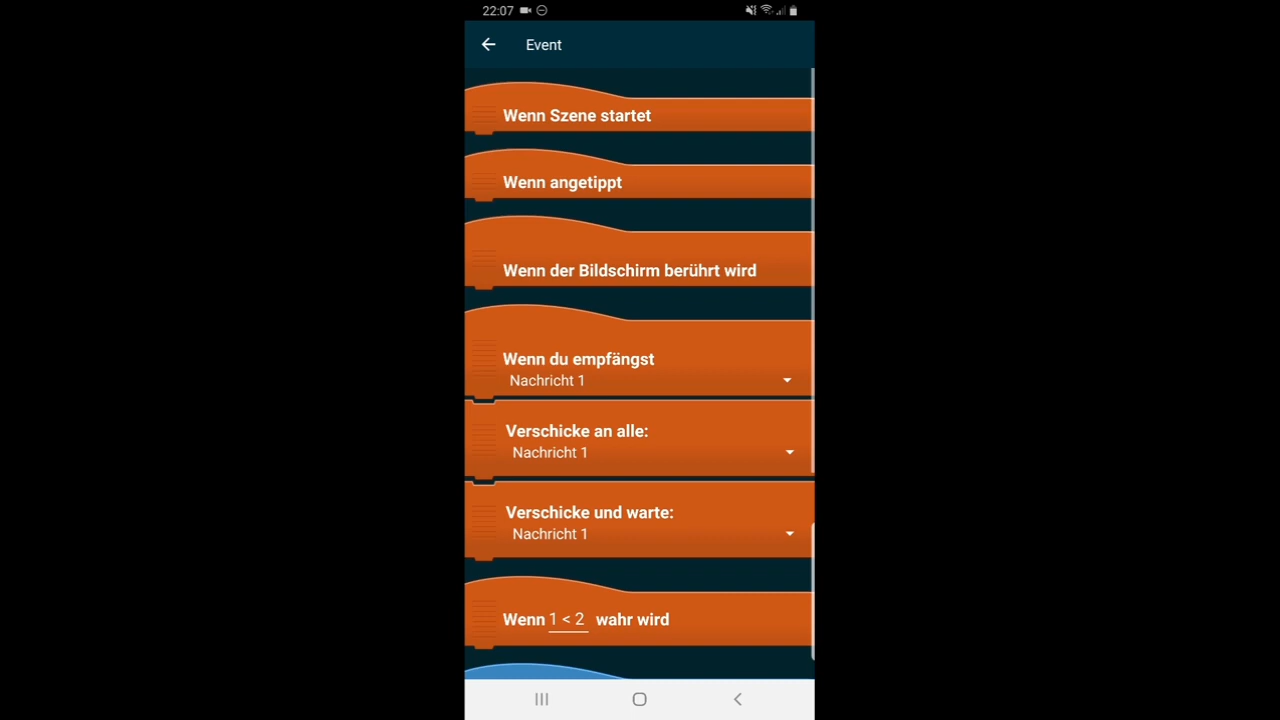 22:07
Event
Wenn Szene startet
Wenn angetippt
Wenn der Bildschirm berührt wird
Wenn du empfängst
Nachricht 1
Verschicke an alle:
Nachricht 1
Verschicke und warte:
Nachricht 1
Wenn 1 < 2 wahr wird